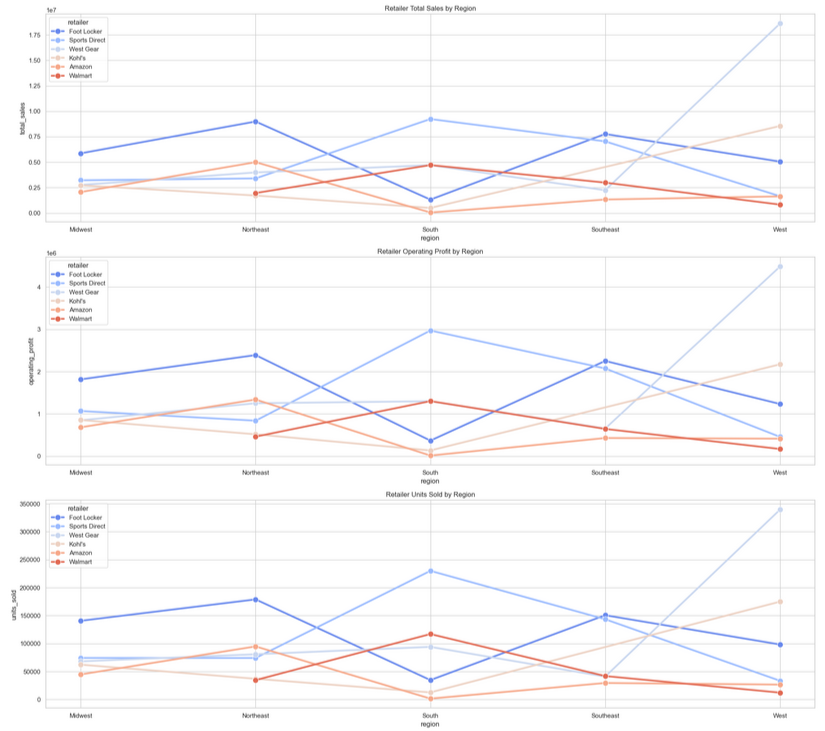 Retailer Total Sales by Region
1e7
retailer
Foot Locker
Sports Direct
West Gear
Kohl's
Amazon
Walmart
1.75
1.50
1.25
1.00
0.75
0.50
0.25
0.00
total_sales
Midwest Northeast South Southeast West
region
Retailer Operating Profit by Region
1e6
retailer
Foot Locker
Sports Direct
West Gear
Kohl's
Amazon
Walmart
4
3
2
1
0
operating_profit
Midwest Northeast South Southeast West
region
Retailer Units Sold by Region
retailer
Foot Locker
Sports Direct
West Gear
Kohl's
Amazon
Walmart
350000
300000
250000
200000
150000
100000
50000
0
units_sold
Midwest Northeast South Southeast West
region